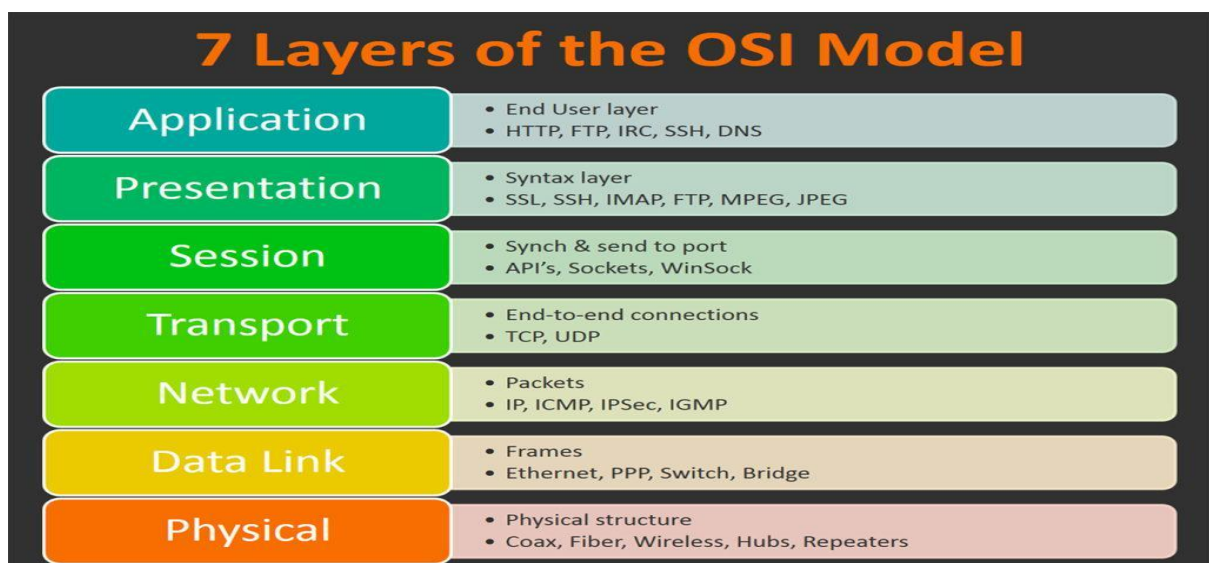 7 Layers of the OSI Model
Application
• End User layer
• HTTP, FTP, IRC, SSH, DNS
Presentation
• Syntax layer
• SSL, SSH, IMAP, FTP, MPEG, JPEG
Session
• Synch & send to port
• API's, Sockets, WinSock
Transport
• End-to-end connections
• TCP, UDP
Network
• Packets
• IP, ICMP, IPSec, IGMP
Data Link
• Frames
• Ethernet, PPP, Switch, Bridge
Physical
• Physical structure
• Coax, Fiber, Wireless, Hubs, Repeaters